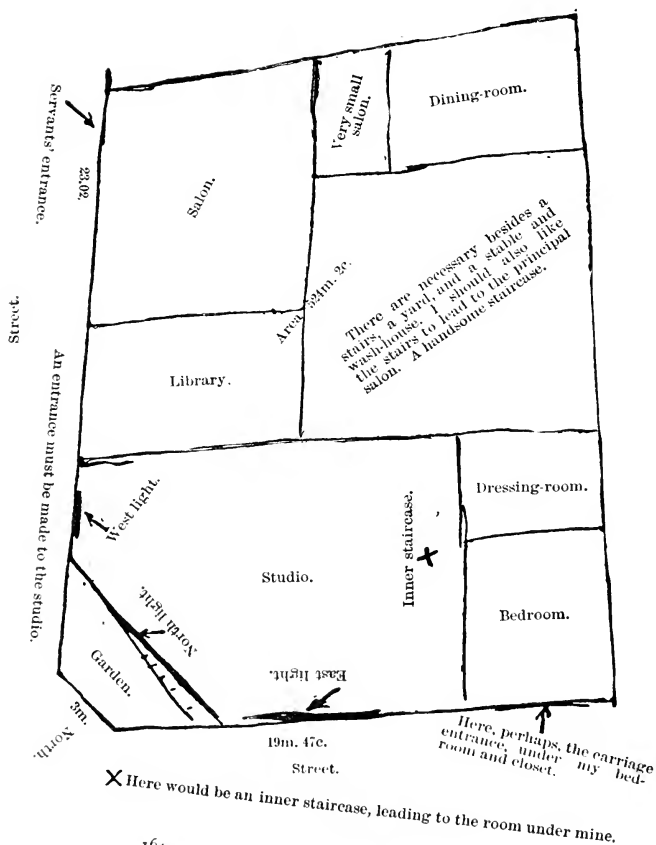 Dining-room.
Very small
salon.
Servants' entrance.
23.02.
Salon.
There are necessary besides a
stairs, a yard, and a stable and
wash-house. I should also like
the stairs to lead to the principal
salon. A handsome staircase.
Area 524m. 2c.
Street.
Library.
An entrance must be made to the studio.
West light.
Dressing-room.
Inner staircase.
Studio.
Bedroom.
North light.
Garden.
East light.
3m.
North.
19m. 47c.
Street.
Here, perhaps, the carriage
entrance, under my bed-
room and closet.
X Here would be an inner staircase, leading to the room under mine.